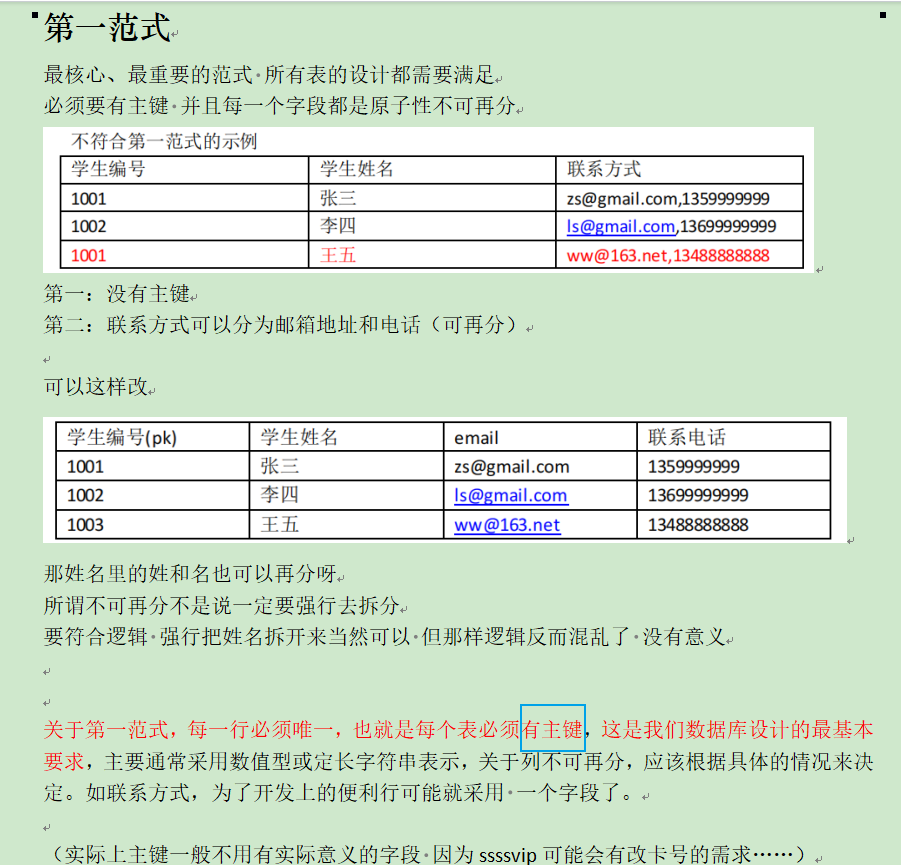 第一范式
最核心、最重要的范式 所有表的设计都需要满足
必须要有主键 并且每一个字段都是原子性不可再分
不符合第一范式的示例
学生编号 学生姓名 联系方式
1001 张三 zs@gmail.com,1359999999
1002 李四 ls@gmail.com,13699999999
1001 王五 ww@163.net,13488888888
第一：没有主键
第二：联系方式可以分为邮箱地址和电话（可再分）
可以这样改
学生编号(pk) 学生姓名 email 联系电话
1001 张三 zs@gmail.com 1359999999
1002 李四 ls@gmail.com 13699999999
1003 王五 ww@163.net 13488888888
那姓名里的姓和名也可以再分呀
所谓不可再分不是说一定要强行去拆分
要符合逻辑 强行把姓名拆开来当然可以 但那样逻辑反而混乱了 没有意义
关于第一范式，每一行必须唯一，也就是每个表必须有主键，这是我们数据库设计的最基本
要求，主要通常采用数值型或定长字符串表示，关于列不可再分，应该根据具体的情况来决
定。如联系方式，为了开发上的便利行可能就采用 一个字段了。
（实际上主键一般不用有实际意义的字段 因为 ssssvip 可能会有改卡号的需求……）